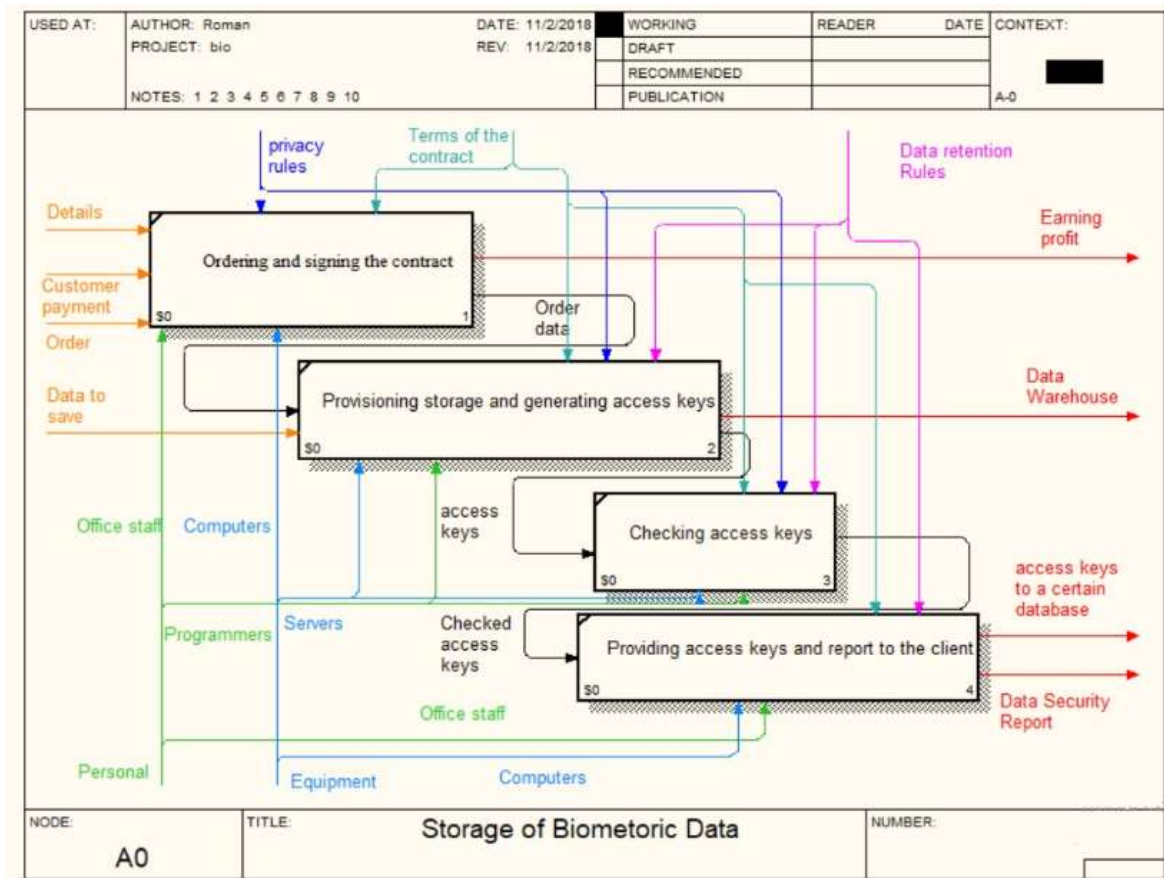 USED AT:
AUTHOR: Roman
DATE: 11/2/2018
WORKING
READER
DATE
CONTEXT:
PROJECT: bio
REV: 11/2/2018
DRAFT
RECOMMENDED
NOTES: 1 2 3 4 5 6 7 8 9 10
PUBLICATION
A-0
privacy
rules
Terms of the
contract
Data retention
Rules
Details
Earning
profit
Ordering and signing the contract
Customer
payment
$0
1
Order
data
Order
Data to
save
Data
Warehouse
Provisioning storage and generating access keys
$0
2
Office staff
Computers
access
keys
Checking access keys
$0
3
access keys
to a certain
database
Programmers
Servers
Checked
access
keys
Providing access keys and report to the client
$0
4
Office staff
Data Security
Report
Personal
Equipment
Computers
NODE:
A0
TITLE:
Storage of Biometoric Data
NUMBER: